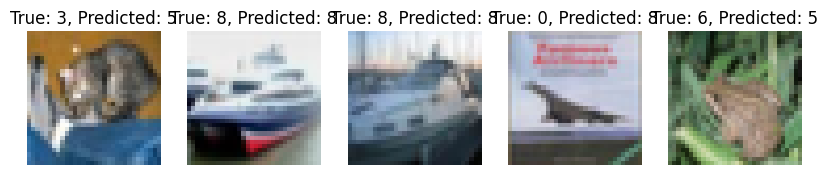 True: 3, Predicted: 5
True: 8, Predicted: 8
True: 8, Predicted: 8
True: 0, Predicted: 8
True: 6, Predicted: 5